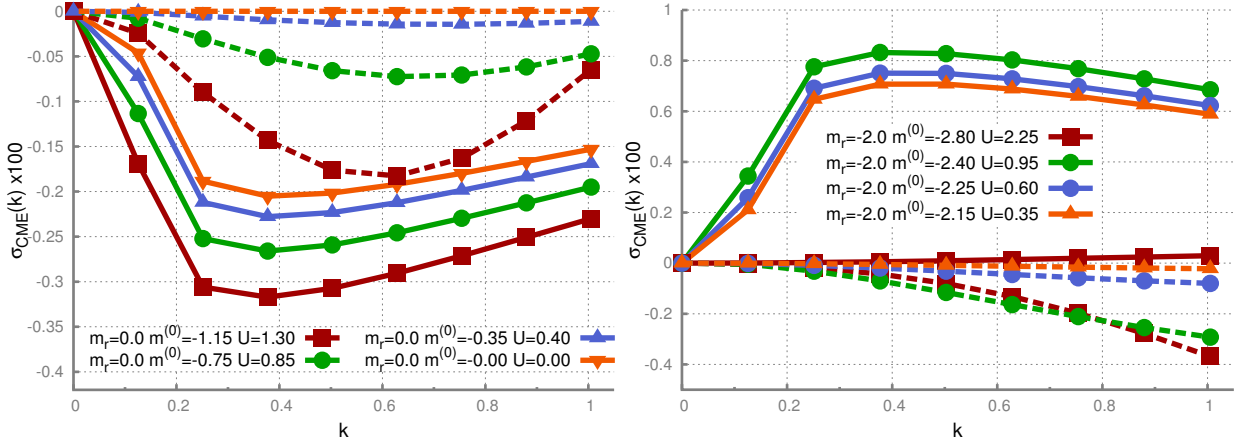 0
-0.05
-0.1
-0.15
-0.2
-0.25
-0.3
-0.35
-0.4
σCME(k) x100
mr=0.0 m(0)=-1.15 U=1.30
mr=0.0 m(0)=-0.75 U=0.85
mr=0.0 m(0)=-0.35 U=0.40
mr=0.0 m(0)=-0.00 U=0.00
0 0.2 0.4 0.6 0.8 1
k
1
0.8
0.6
0.4
0.2
0
-0.2
-0.4
σCME(k) x100
mr=-2.0 m(0)=-2.80 U=2.25
mr=-2.0 m(0)=-2.40 U=0.95
mr=-2.0 m(0)=-2.25 U=0.60
mr=-2.0 m(0)=-2.15 U=0.35
0 0.2 0.4 0.6 0.8 1
k